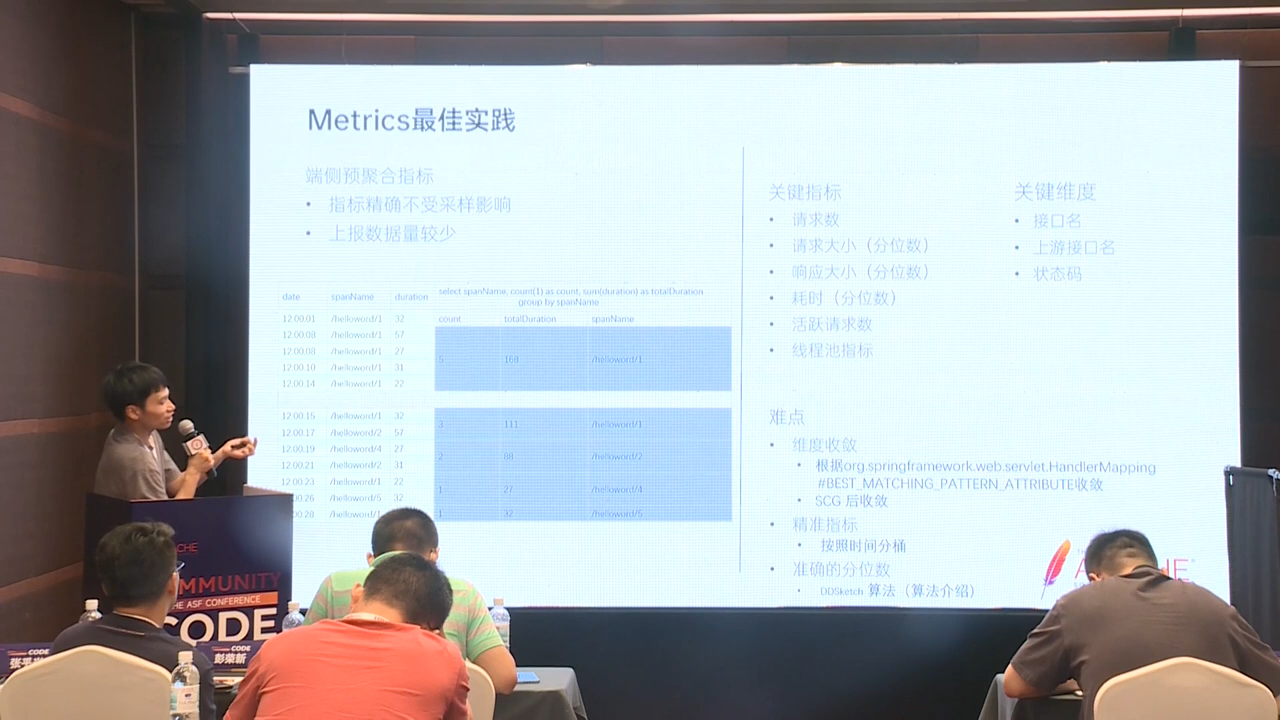 Metrics最佳实践
端侧预聚合指标
• 指标精确不受采样影响
• 上报数据量较少
date spanName duration
12:00.01 /helloword/1 32
12:00.08 /helloword/1 57
12:00.08 /helloword/1 27
12:00.10 /helloword/1 31
12:00.14 /helloword/1 22
12:00.15 /helloword/1 32
12:00.17 /helloword/2 57
12:00.19 /helloword/4 27
12:00.21 /helloword/2 31
12:00.23 /helloword/1 22
00.26 /helloword/5 32
00.28 /helloword/1
select spanName, count(1) as count, sum(duration) as totalDuration
group by spanName
count totalDuration spanName
5 168 /helloword/1
3 111 /helloword/1
2 88 /helloword/2
1 27 /helloword/4
1 32 /helloword/5
关键指标
• 请求数
• 请求大小（分位数）
• 响应大小（分位数）
• 耗时（分位数）
• 活跃请求数
• 线程池指标
关键维度
• 接口名
• 上游接口名
• 状态码
难点
• 维度收敛
• 根据org.springframework.web.servlet.HandlerMapping
#BEST_MATCHING_PATTERN_ATTRIBUTE收敛
• SCG 后收敛
• 精准指标
• 按照时间分桶
• 准确的分位数
• DDSketch 算法（算法介绍）
ACHE
OMMUNITY
THE ASF CONFERENCE
CODE
CODE
彭荣新